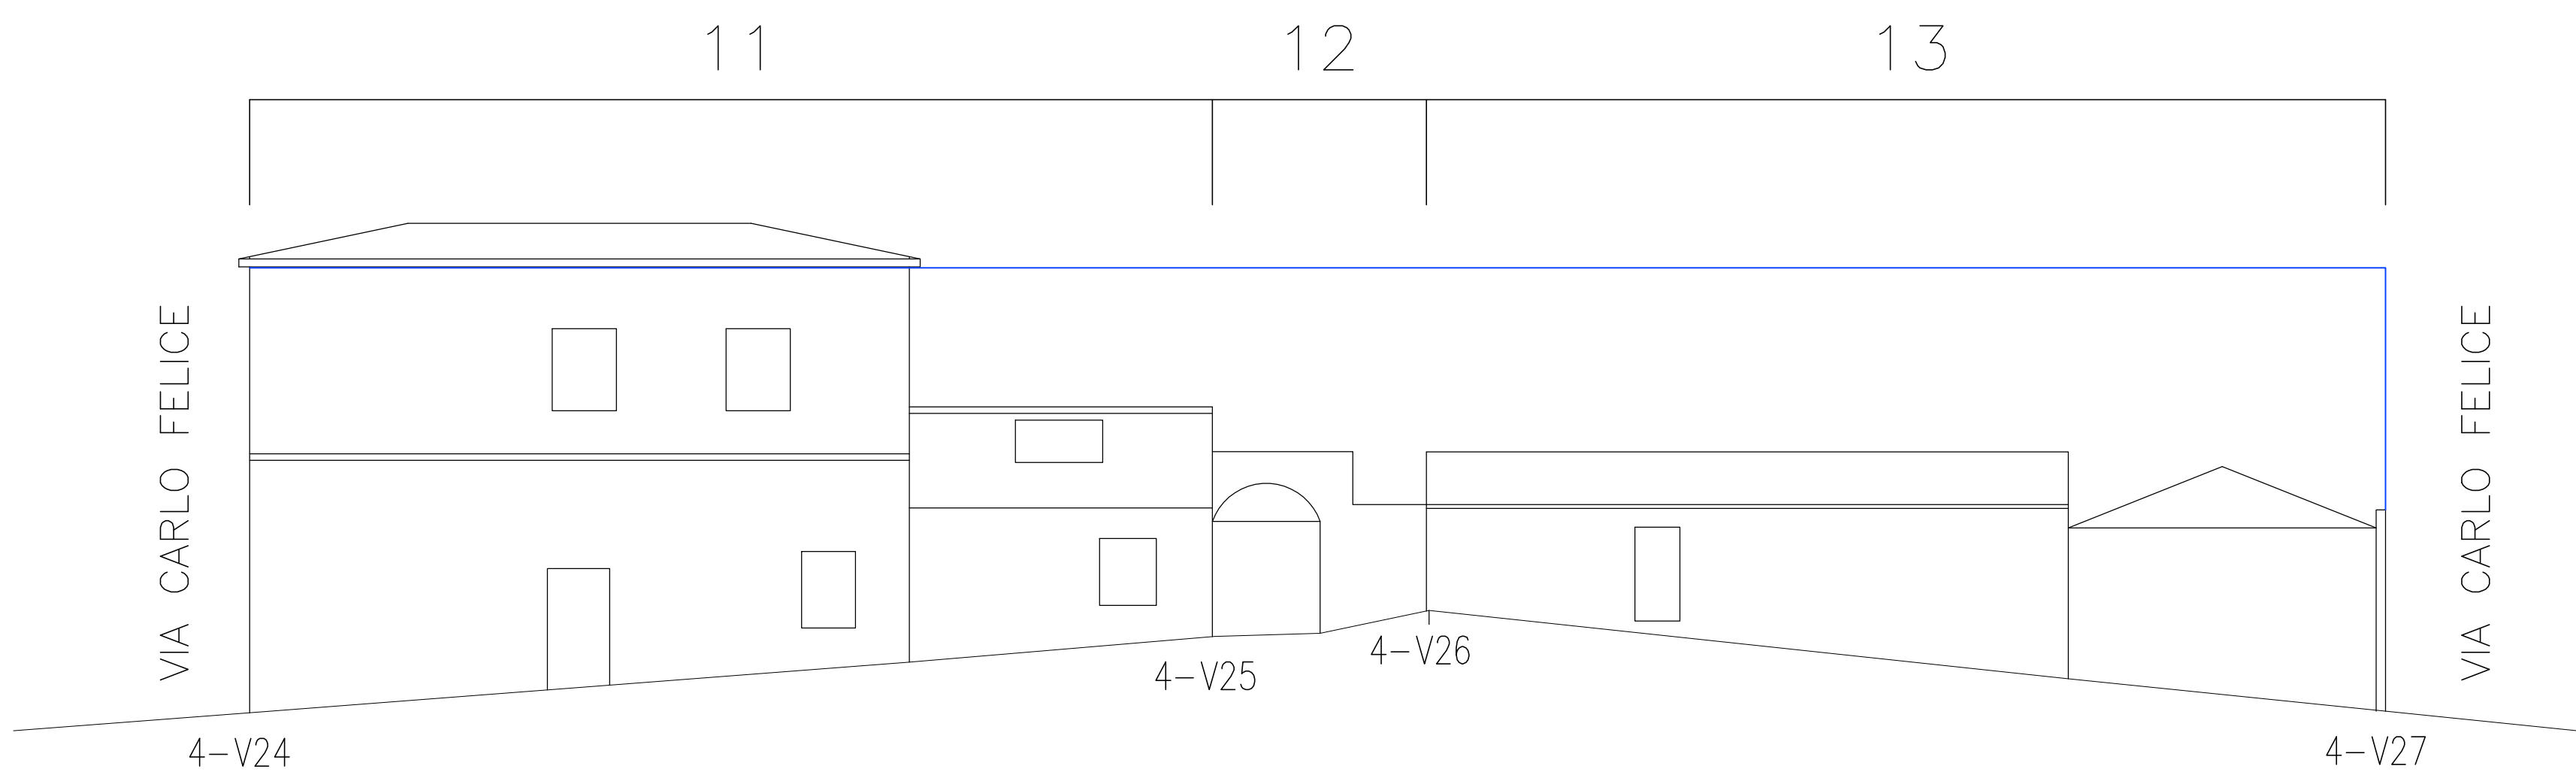 11
12
13
VIA CARLO FELICE
VIA CARLO FELICE
4-V24
4-V25
4-V26
4-V27